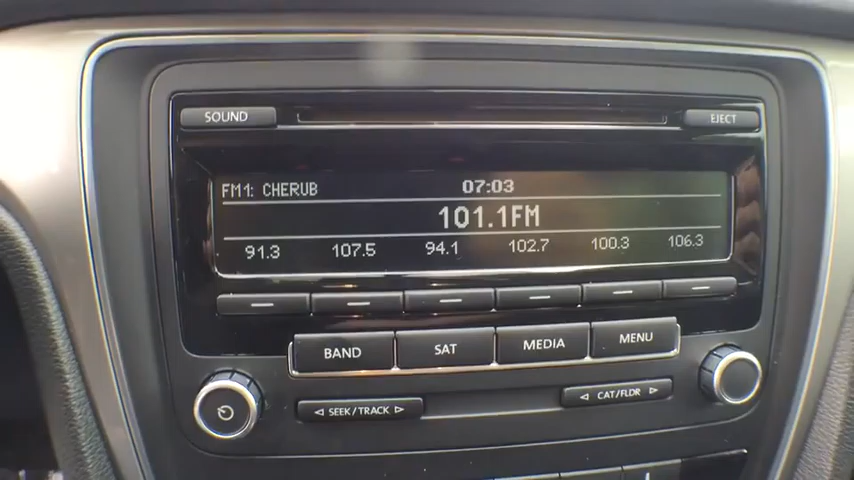 SOUND EJECT
FM1: CHERUB 07:03
101.1FM
91.3 107.5 94.1 102.7 100.3 106.3
BAND SAT MEDIA MENU
◁ SEEK/TRACK ▷ ◁ CAT/FLDR ▷